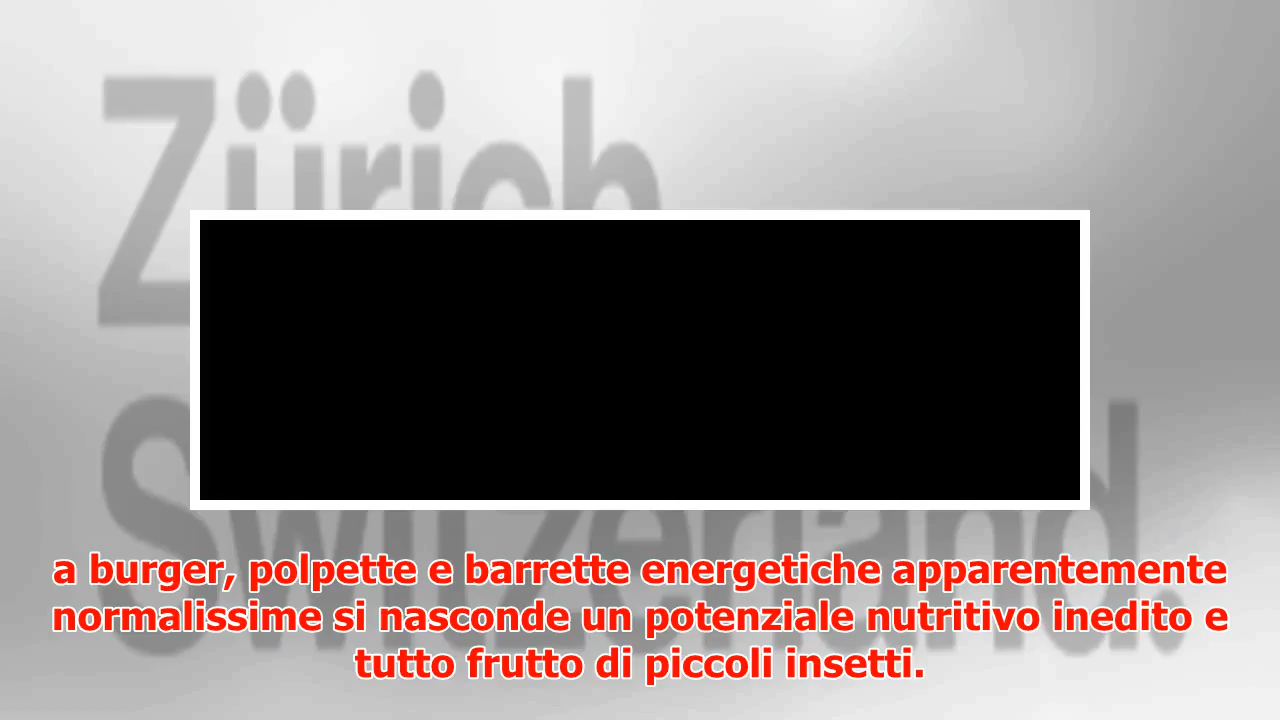 Zürich
Switzerland.
a burger, polpette e barrette energetiche apparentemente
normalissime si nasconde un potenziale nutritivo inedito e
tutto frutto di piccoli insetti.